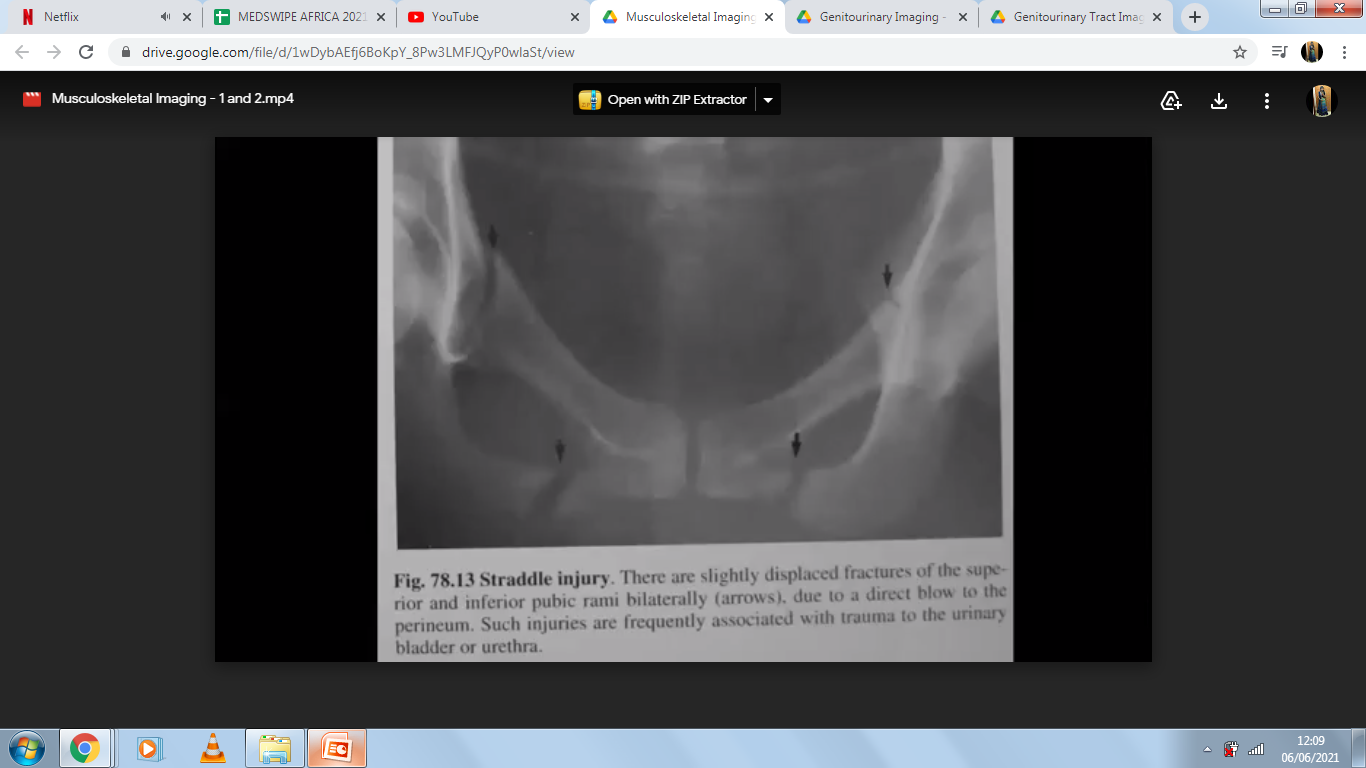 Netflix
MEDSWIPE AFRICA 2021
YouTube
Musculoskeletal Imaging
Genitourinary Imaging -
Genitourinary Tract Imag
drive.google.com/file/d/1wDybAEfj6BoKpY_8Pw3LMFJQyP0wlaSt/view
Musculoskeletal Imaging - 1 and 2.mp4
Open with ZIP Extractor
Fig. 78.13 Straddle injury. There are slightly displaced fractures of the supe-
rior and inferior pubic rami bilaterally (arrows), due to a direct blow to the
perineum. Such injuries are frequently associated with trauma to the urinary
bladder or urethra.
12:09
06/06/2021